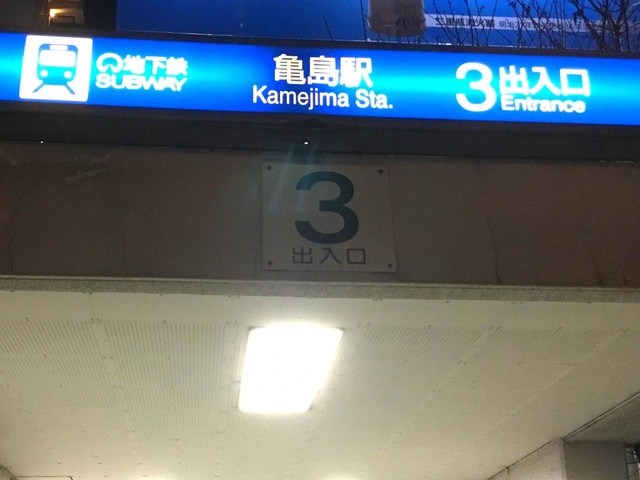 地下鉄
SUBWAY
亀島駅
Kamejima Sta.
3 出入口
Entrance
3
出入口